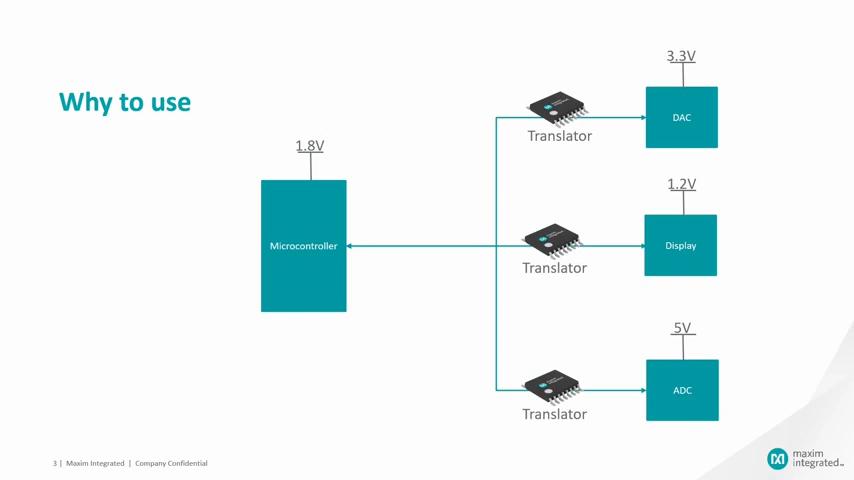 Why to use
3.3V
DAC
Translator
1.8V
1.2V
Microcontroller
Display
Translator
5V
ADC
Translator
3 | Maxim Integrated | Company Confidential
maxim
integrated™